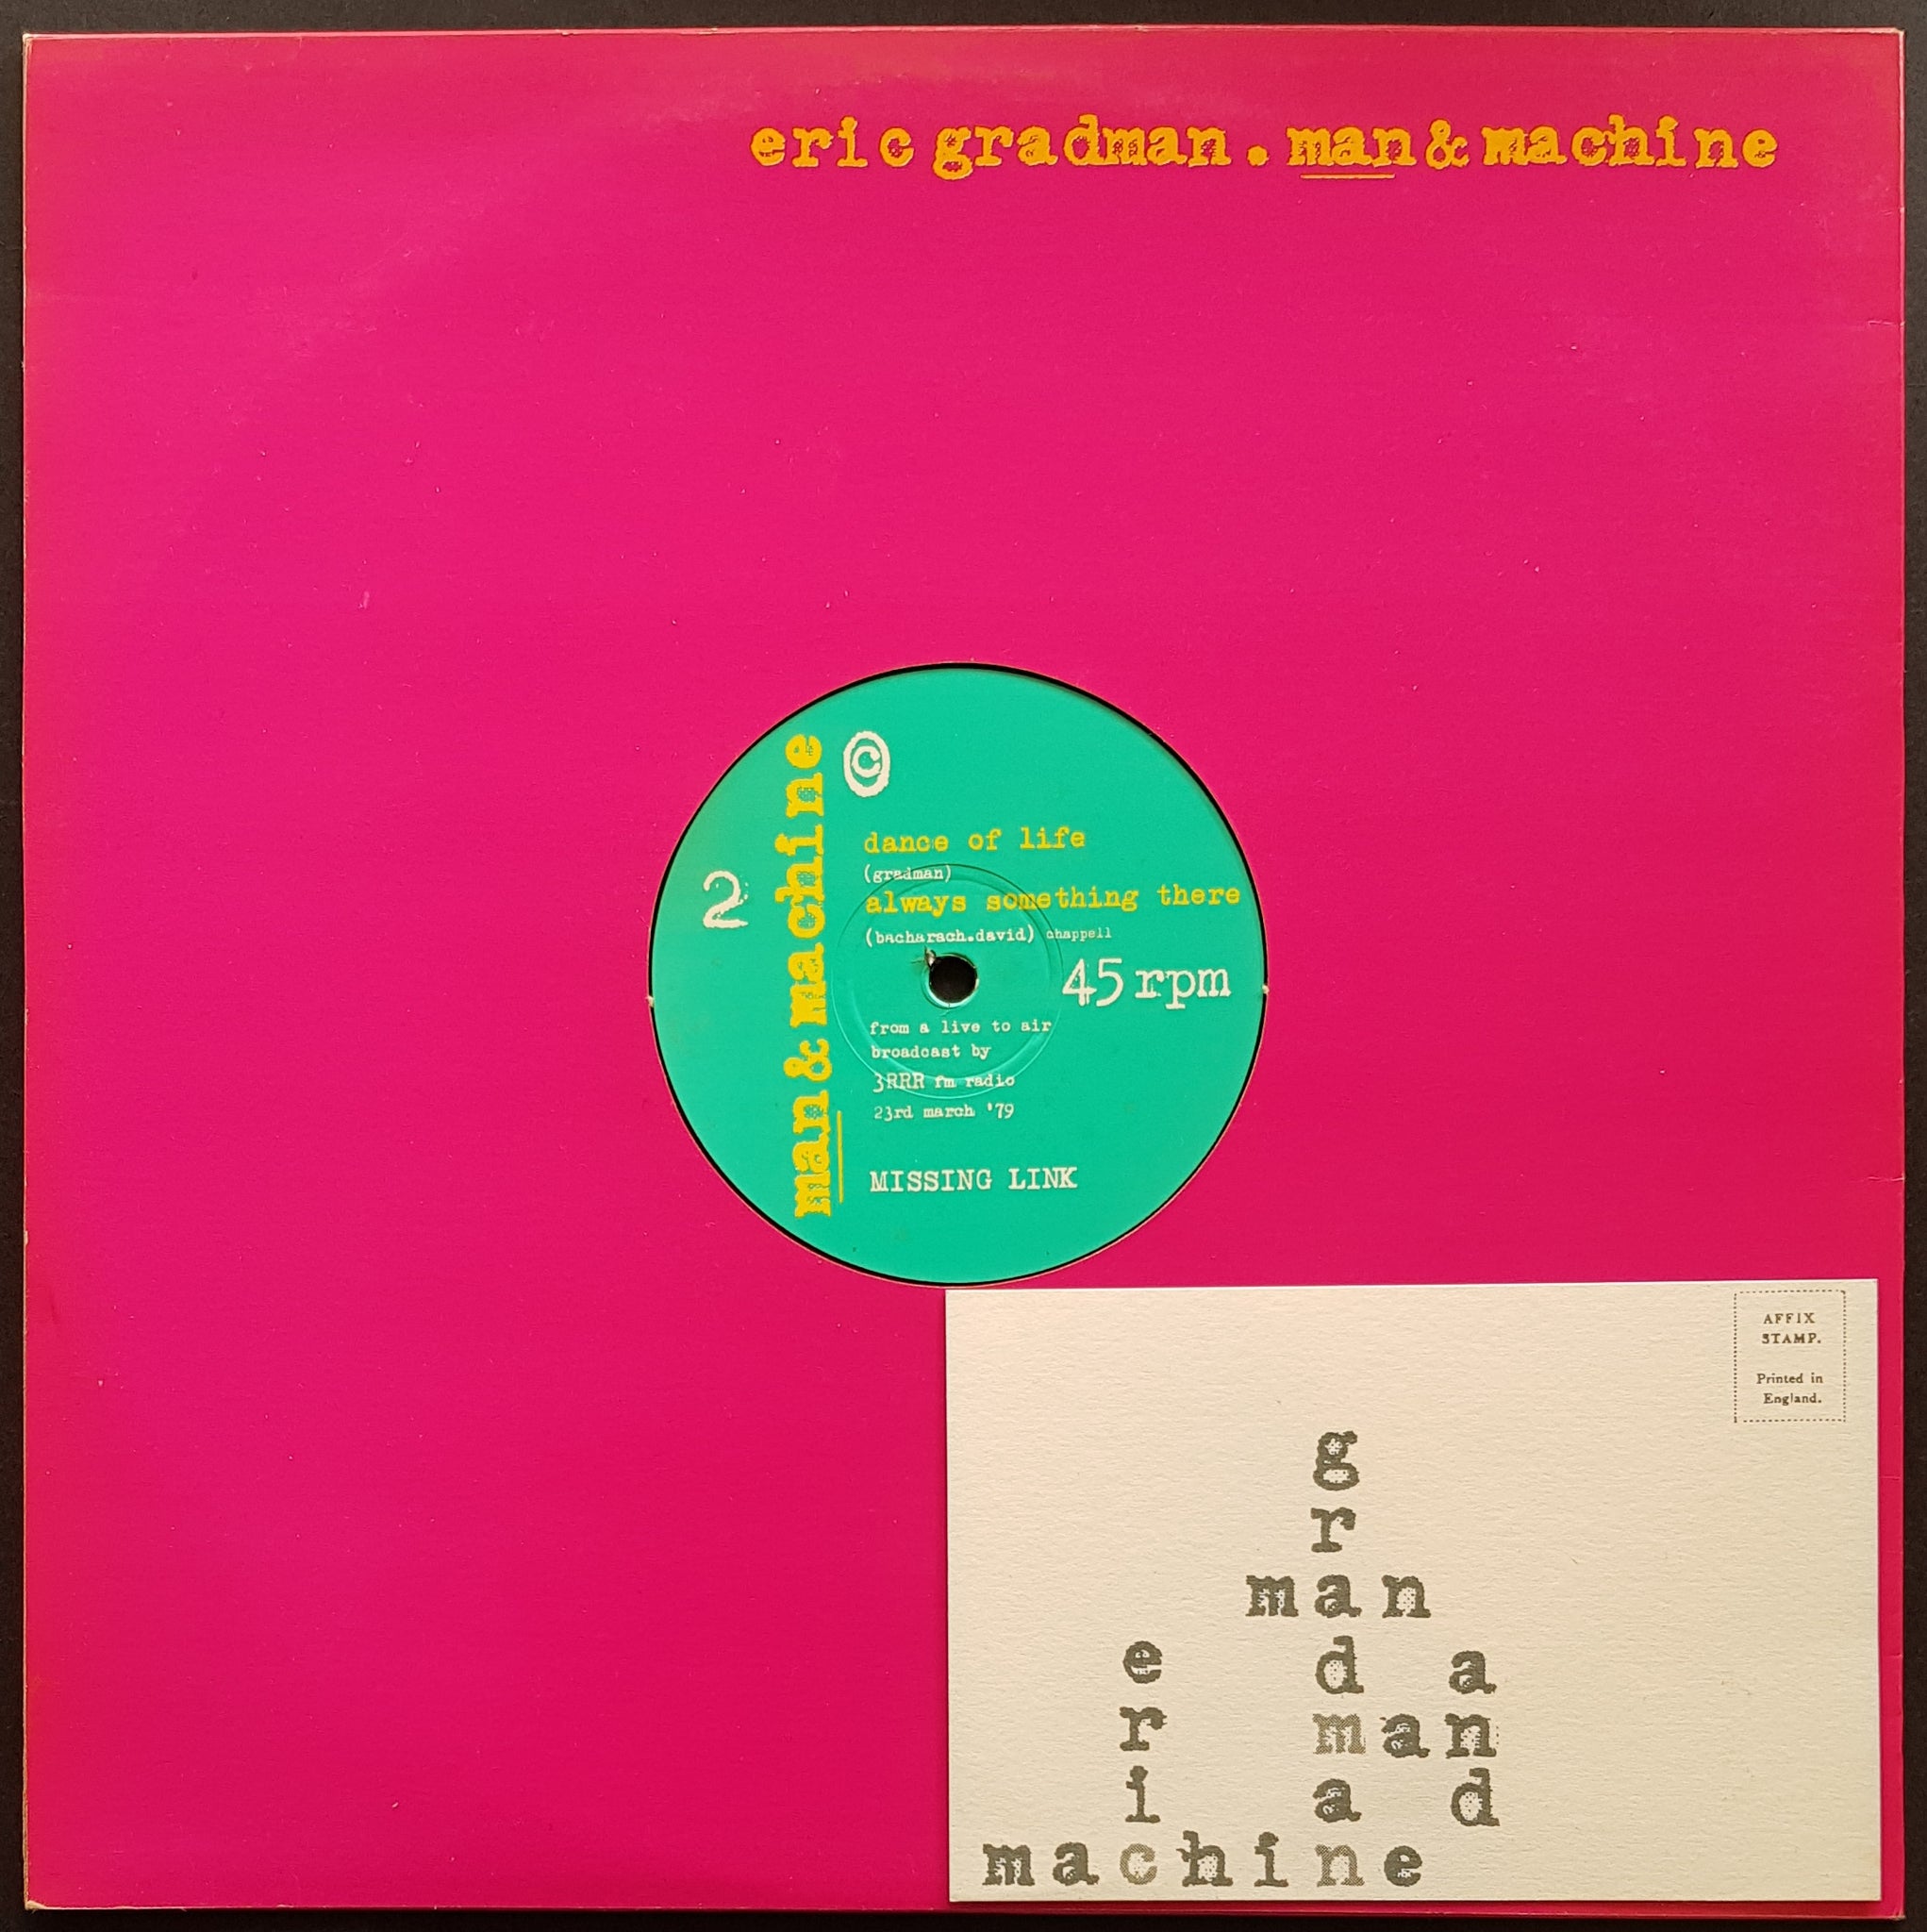 eric gradman.man&machine
©
2
man&machine
dance of life
(gradman)
always something there
(bacharach.david) chappell
45rpm
from a live to air
broadcast by
3RRR fm radio
23rd march '79
MISSING LINK
AFFIX
STAMP.
Printed in
England.
g
r
man
e d a
r man
i a d
machine